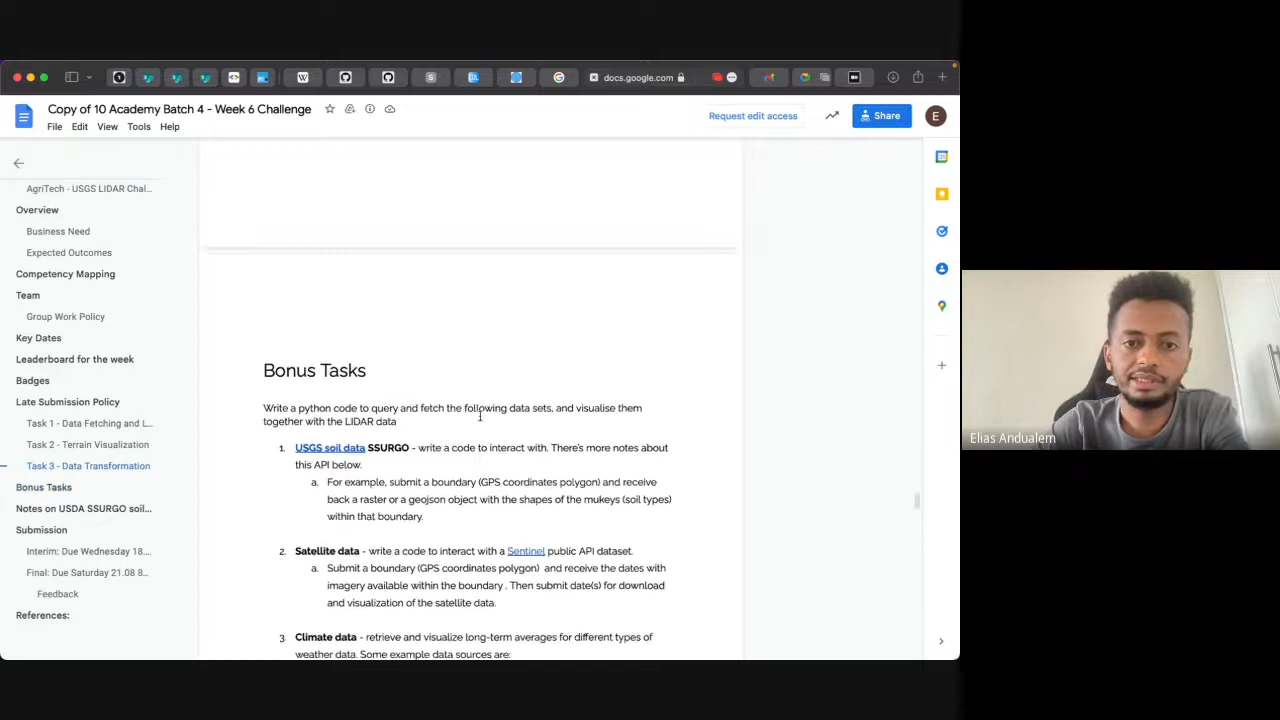 docs.google.com
Copy of 10 Academy Batch 4 - Week 6 Challenge
File Edit View Tools Help
Request edit access
Share
E
AgriTech - USGS LIDAR Chal...
Overview
Business Need
Expected Outcomes
Competency Mapping
Team
Group Work Policy
Key Dates
Leaderboard for the week
Badges
Late Submission Policy
Task 1 - Data Fetching and L...
Task 2 - Terrain Visualization
Task 3 - Data Transformation
Bonus Tasks
Notes on USDA SSURGO soil...
Submission
Interim: Due Wednesday 18....
Final: Due Saturday 21.08 8...
Feedback
References:
Bonus Tasks
Write a python code to query and fetch the following data sets, and visualise them
together with the LIDAR data
1. USGS soil data SSURGO - write a code to interact with. There's more notes about
this API below.
a. For example, submit a boundary (GPS coordinates polygon) and receive
back a raster or a geojson object with the shapes of the mukeys (soil types)
within that boundary.
2. Satellite data - write a code to interact with a Sentinel public API dataset.
a. Submit a boundary (GPS coordinates polygon) and receive the dates with
imagery available within the boundary . Then submit date(s) for download
and visualization of the satellite data.
3. Climate data - retrieve and visualize long-term averages for different types of
weather data. Some example data sources are:
Elias Andualem